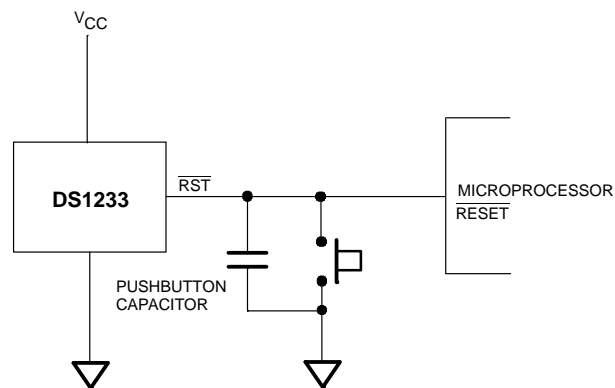 VCC
DS1233
RST
MICROPROCESSOR
RESET
PUSHBUTTON
CAPACITOR